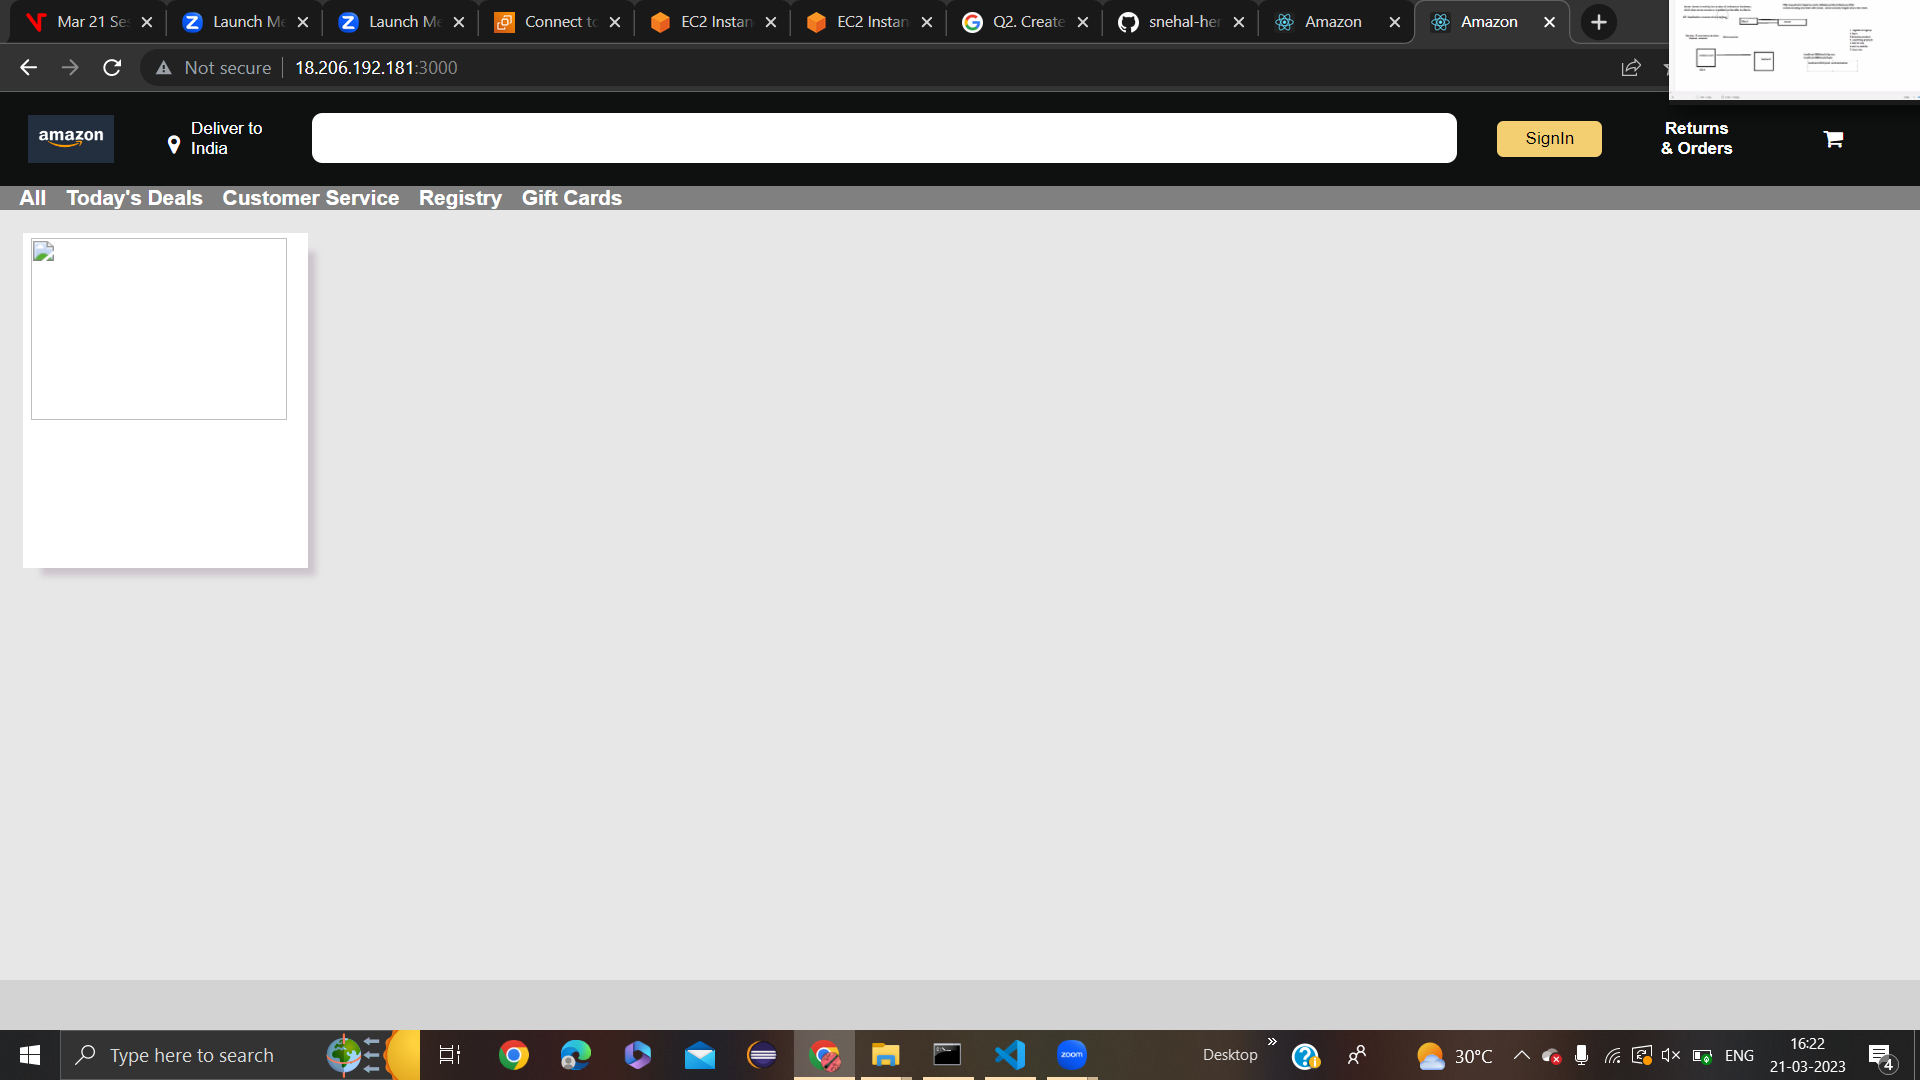 Mar 21 Ses
Launch Me
Launch Me
Connect to
EC2 Instan
EC2 Instan
Q2. Create
snehal-her
Amazon
Amazon
Not secure
18.206.192.181:3000
amazon
Deliver to
India
SignIn
Returns
& Orders
All Today's Deals Customer Service Registry Gift Cards
Type here to search
zoom
Desktop
30°C
ENG
16:22
21-03-2023
4